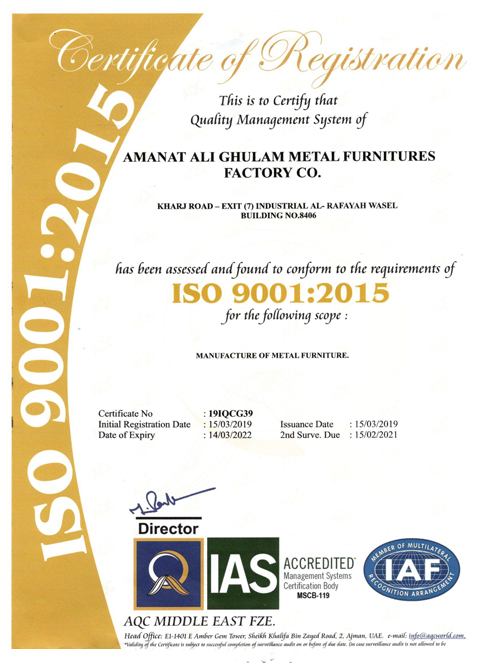 Certificate of Registration
This is to Certify that
Quality Management System of
AMANAT ALI GHULAM METAL FURNITURES
FACTORY CO.
KHARJ ROAD – EXIT (7) INDUSTRIAL AL- RAFAYAH WASEL
BUILDING NO.8406
has been assessed and found to conform to the requirements of
ISO 9001:2015
for the following scope :
MANUFACTURE OF METAL FURNITURE.
ISO 9001:2015
Certificate No : 19IQCG39
Initial Registration Date : 15/03/2019 Issuance Date : 15/03/2019
Date of Expiry : 14/03/2022 2nd Surve. Due : 15/02/2021
Director
IAS
ACCREDITED
Management Systems
Certification Body
MSCB-119
MEMBER OF MULTILATERAL
IAF
RECOGNITION ARRANGEMENT
AQC MIDDLE EAST FZE.
Head Office: E1-1401 E Amber Gem Tower, Sheikh Khalifa Bin Zayed Road, 2, Ajman, UAE. e-mail: info@aqcworld.com,
*Validity of the Certificate is subject to successful completion of surveillance audit on or before of due date. (In case surveillance audit is not allowed to be